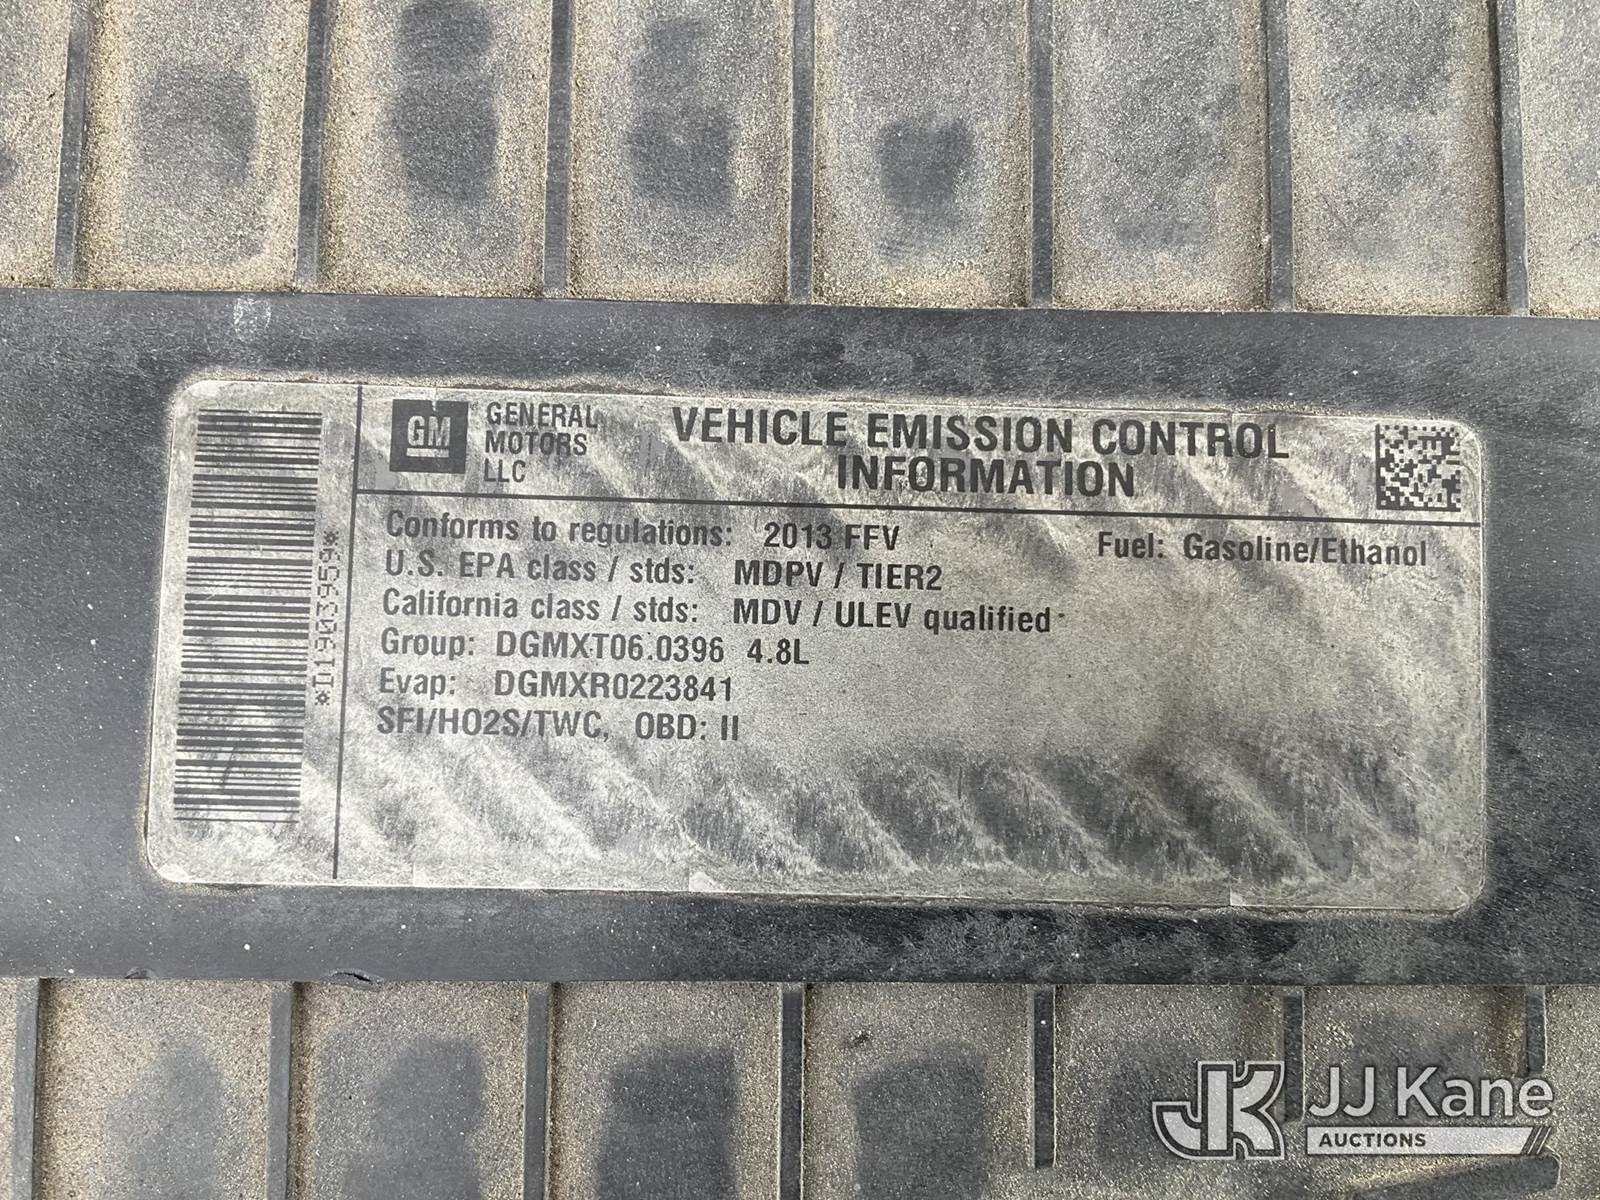 GM
GENERAL
MOTORS
LLC
VEHICLE EMISSION CONTROL
INFORMATION
Conforms to regulations: 2013 FFV
Fuel: Gasoline/Ethanol
U.S. EPA class / stds: MDPV / TIER2
California class / stds: MDV / ULEV qualified
Group: DGMXT06.0396 4.8L
Evap: DGMXR0223841
SFI/HO2S/TWC, OBD: II
*D1903959*
JK
JJ Kane
AUCTIONS